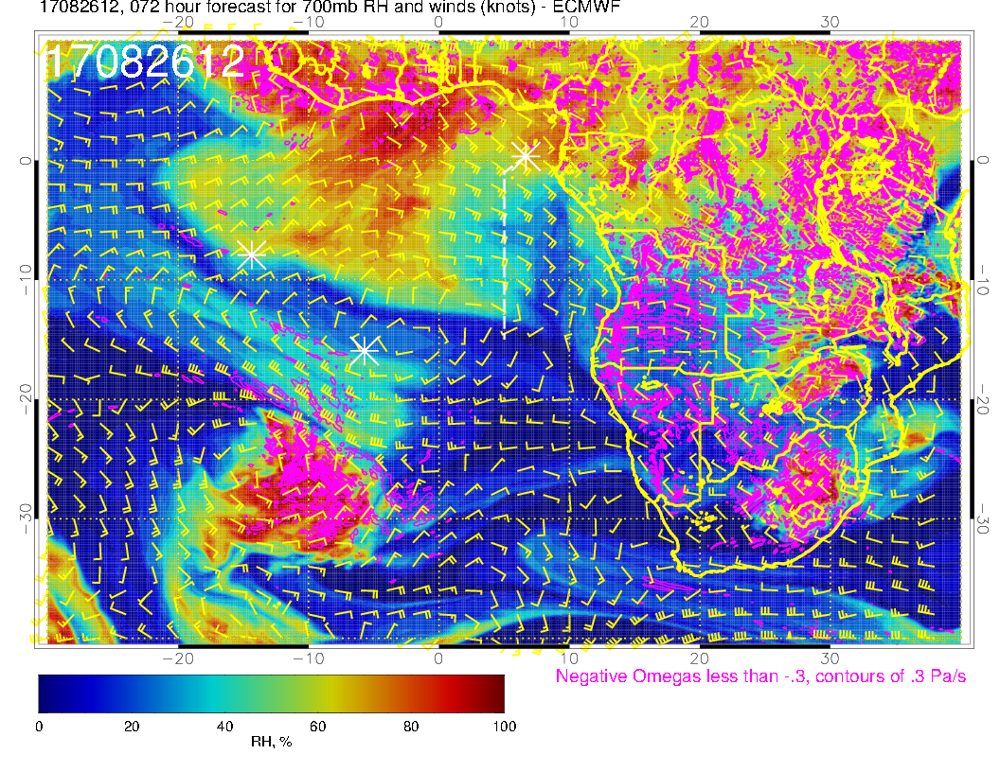 17082612, 072 hour forecast for 700mb RH and winds (knots) - ECMWF
−20 −10 0 10 20 30
17082612
0 0
−10 −10
−20 −20
−30 −30
−20 −10 0 10 20 30
Negative Omegas less than -.3, contours of .3 Pa/s
0 20 40 60 80 100
RH, %